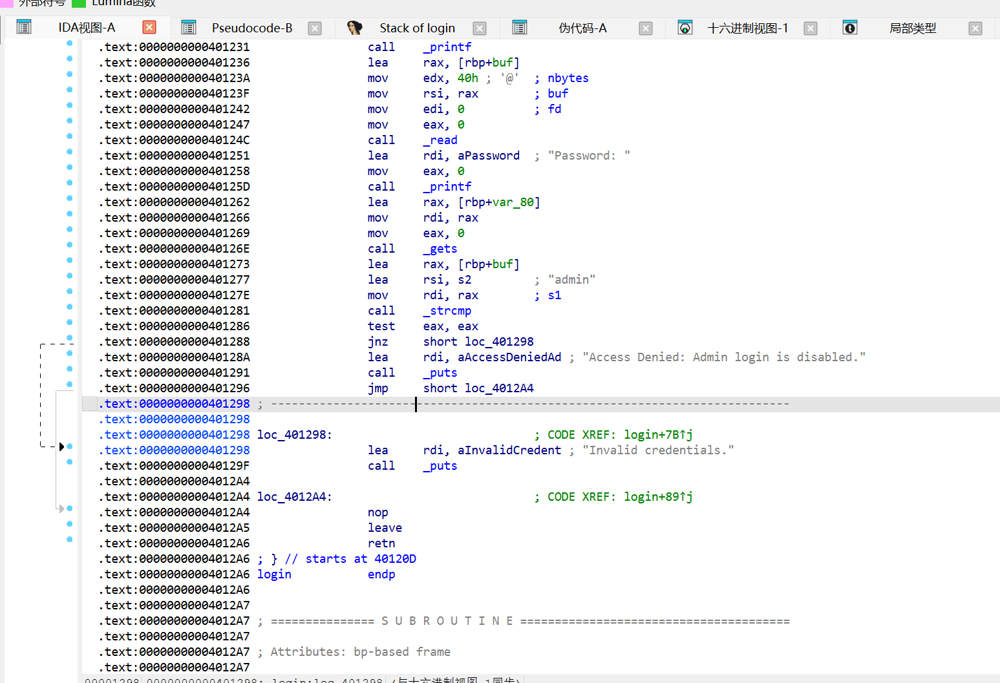 外部符号 Lumina函数
IDA视图-A Pseudocode-B Stack of login 伪代码-A 十六进制视图-1 局部类型
.text:0000000000401231 call _printf
.text:0000000000401236 lea rax, [rbp+buf]
.text:000000000040123A mov edx, 40h ; '@' ; nbytes
.text:000000000040123F mov rsi, rax ; buf
.text:0000000000401242 mov edi, 0 ; fd
.text:0000000000401247 mov eax, 0
.text:000000000040124C call _read
.text:0000000000401251 lea rdi, aPassword ; "Password: "
.text:0000000000401258 mov eax, 0
.text:000000000040125D call _printf
.text:0000000000401262 lea rax, [rbp+var_80]
.text:0000000000401266 mov rdi, rax
.text:0000000000401269 mov eax, 0
.text:000000000040126E call _gets
.text:0000000000401273 lea rax, [rbp+buf]
.text:0000000000401277 lea rsi, s2 ; "admin"
.text:000000000040127E mov rdi, rax ; s1
.text:0000000000401281 call _strcmp
.text:0000000000401286 test eax, eax
.text:0000000000401288 jnz short loc_401298
.text:000000000040128A lea rdi, aAccessDeniedAd ; "Access Denied: Admin login is disabled."
.text:0000000000401291 call _puts
.text:0000000000401296 jmp short loc_4012A4
.text:0000000000401298 ; ---------------------------------------------------------------------------
.text:0000000000401298
.text:0000000000401298 loc_401298: ; CODE XREF: login+7B↑j
.text:0000000000401298 lea rdi, aInvalidCredent ; "Invalid credentials."
.text:000000000040129F call _puts
.text:00000000004012A4
.text:00000000004012A4 loc_4012A4: ; CODE XREF: login+89↑j
.text:00000000004012A4 nop
.text:00000000004012A5 leave
.text:00000000004012A6 retn
.text:00000000004012A6 ; } // starts at 40120D
.text:00000000004012A6 login endp
.text:00000000004012A6
.text:00000000004012A7
.text:00000000004012A7 ; =============== S U B R O U T I N E =======================================
.text:00000000004012A7
.text:00000000004012A7 ; Attributes: bp-based frame
.text:00000000004012A7
00001298 0000000000401298: login:loc_401298 (与十六进制视图-1同步)